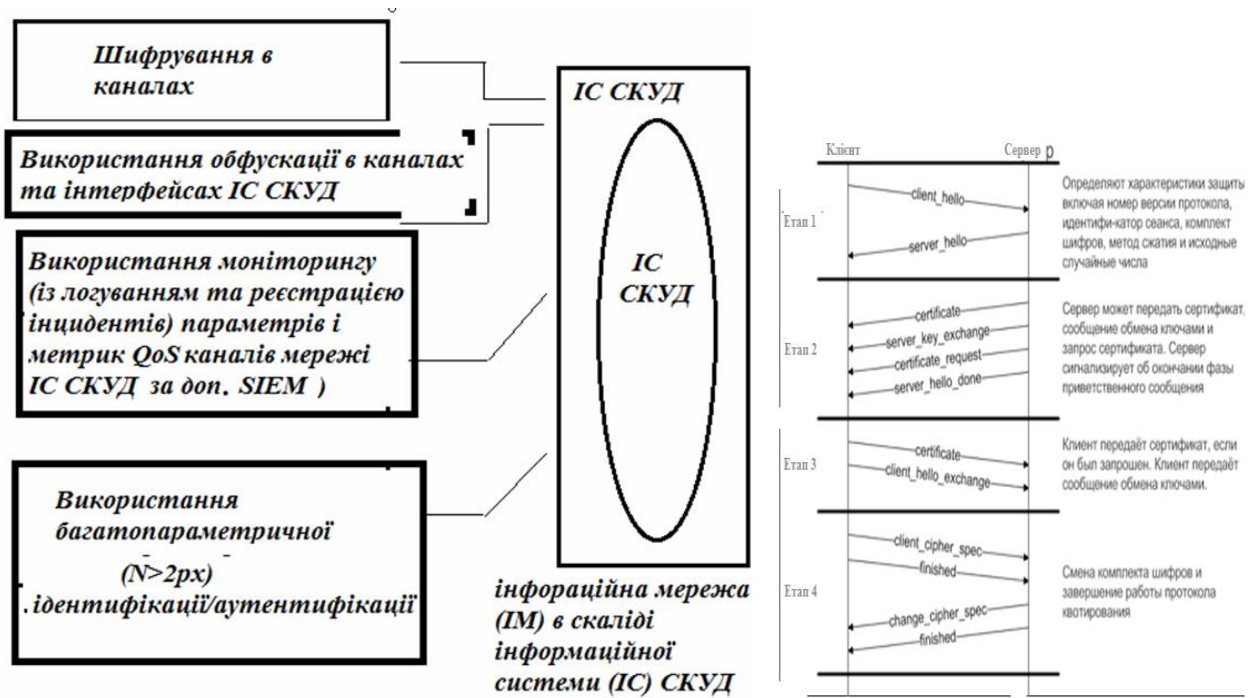 Шифрування в
каналах
Використання обфускації в каналах
та інтерфейсах ІС СКУД
Використання моніторингу
(із логуванням та реєстрацією
інцидентів) параметрів і
метрик QoS каналів мережі
ІС СКУД за доп. SIEM )
Використання
багатопараметричної
(N>2px)
.ідентифікації/аутентифікації
ІС СКУД
ІС
СКУД
інфораційна мережа
(ІМ) в скаліді
інформаційної
системи (ІС) СКУД
Клієнт
Сервер р
Етап 1
client_hello
server_hello
Определяют характеристики защиты
включая номер версии протокола,
идентифи-катор сеанса, комплект
шифров, метод сжатия и исходные
случайные числа
Етап 2
certificate
server_key_exchange
certificate_request
server_hello_done
Сервер может передать сертификат,
сообщение обмена ключами и
запрос сертификата. Сервер
сигнализирует об окончании фазы
приветственного сообщения
Етап 3
certificate
client_hello_exchange
Клиент передаёт сертификат, если
он был запрошен. Клиент передаёт
сообщение обмена ключами.
Етап 4
client_cipher_spec
finished
change_cipher_spec
finished
Смена комплекта шифров и
завершение работы протокола
квотирования